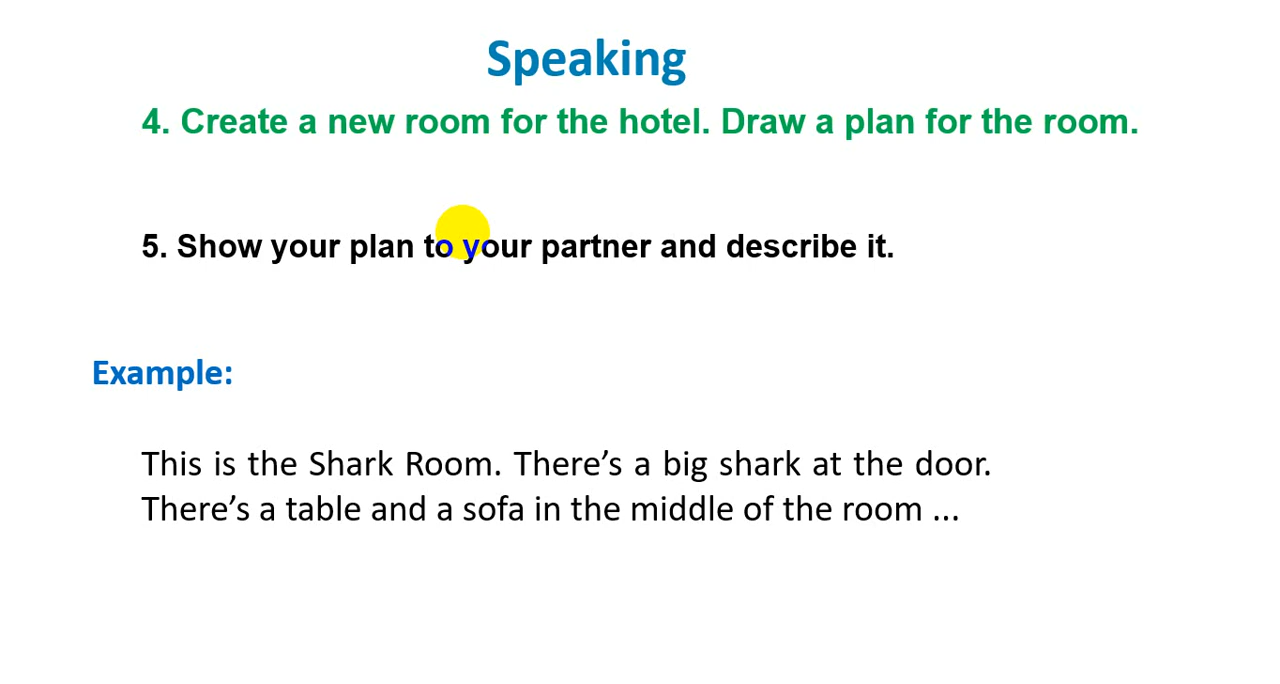 Speaking
4. Create a new room for the hotel. Draw a plan for the room.
5. Show your plan to your partner and describe it.
Example:
This is the Shark Room. There’s a big shark at the door.
There’s a table and a sofa in the middle of the room ...